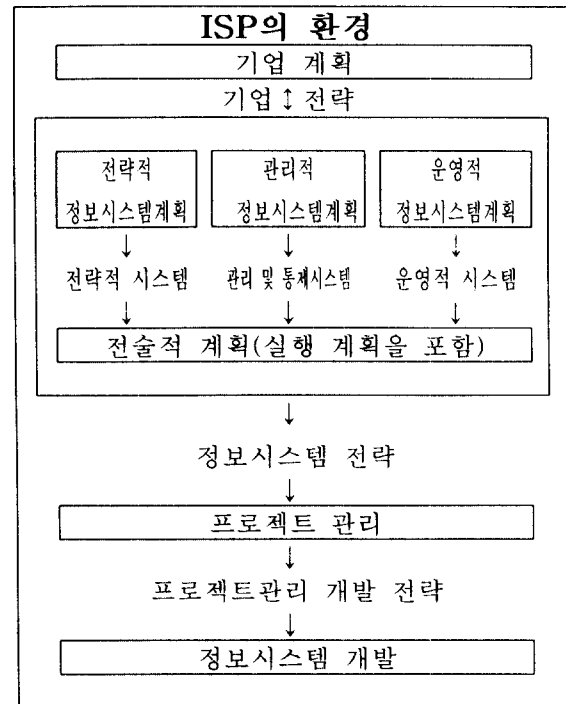 ISP의 환경
기업 계획
기업 ↕ 전략
전략적 관리적 운영적
정보시스템계획 정보시스템계획 정보시스템계획
↓ ↓ ↓
전략적 시스템 관리 및 통제시스템 운영적 시스템
↓ ↓ ↓
전술적 계획(실행 계획을 포함)
↓
정보시스템 전략
↓
프로젝트 관리
↓
프로젝트관리 개발 전략
↓
정보시스템 개발